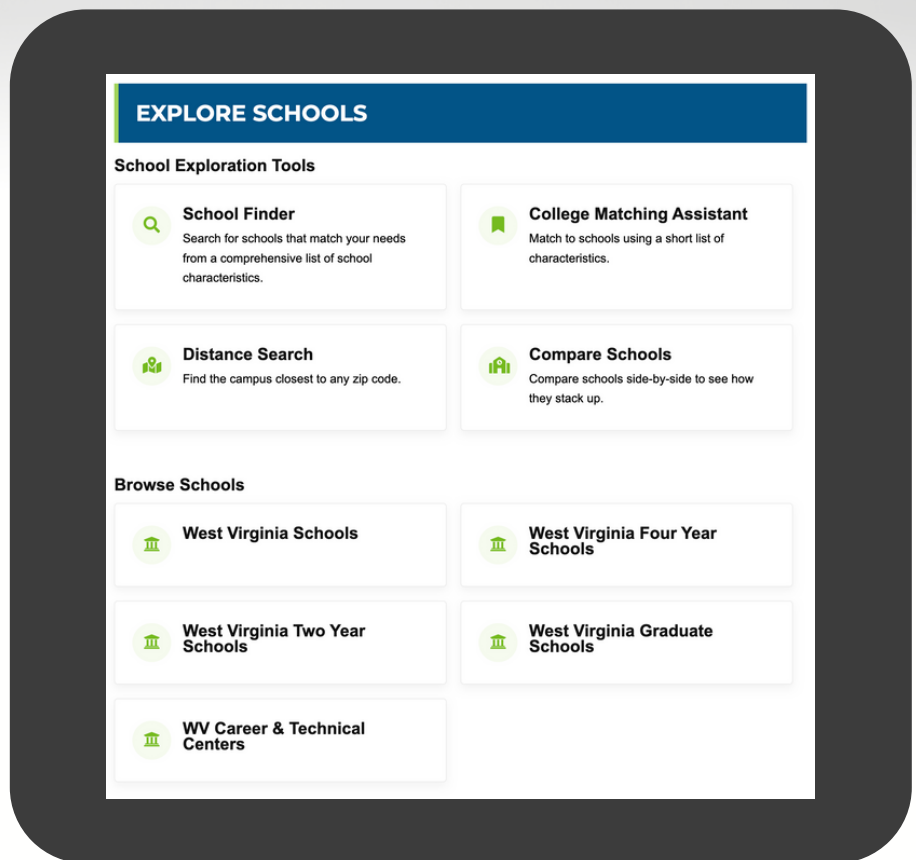 EXPLORE SCHOOLS
School Exploration Tools
School Finder
Search for schools that match your needs
from a comprehensive list of school
characteristics.
College Matching Assistant
Match to schools using a short list of
characteristics.
Distance Search
Find the campus closest to any zip code.
Compare Schools
Compare schools side-by-side to see how
they stack up.
Browse Schools
West Virginia Schools
West Virginia Four Year
Schools
West Virginia Two Year
Schools
West Virginia Graduate
Schools
WV Career & Technical
Centers